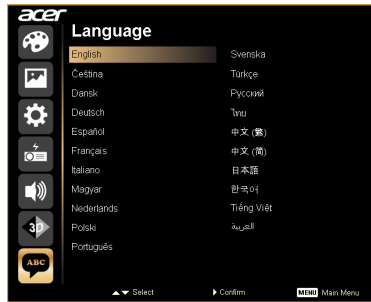 acer
Language
English
Čeština
Dansk
Deutsch
Español
Français
Italiano
Magyar
Nederlands
Polski
Português
Svenska
Türkçe
Русский
ไทย
中文 (繁)
中文 (简)
日本語
한국어
Tiếng Việt
العربية
3D
ABC
▲▼ Select
▶ Confirm
MENU Main Menu